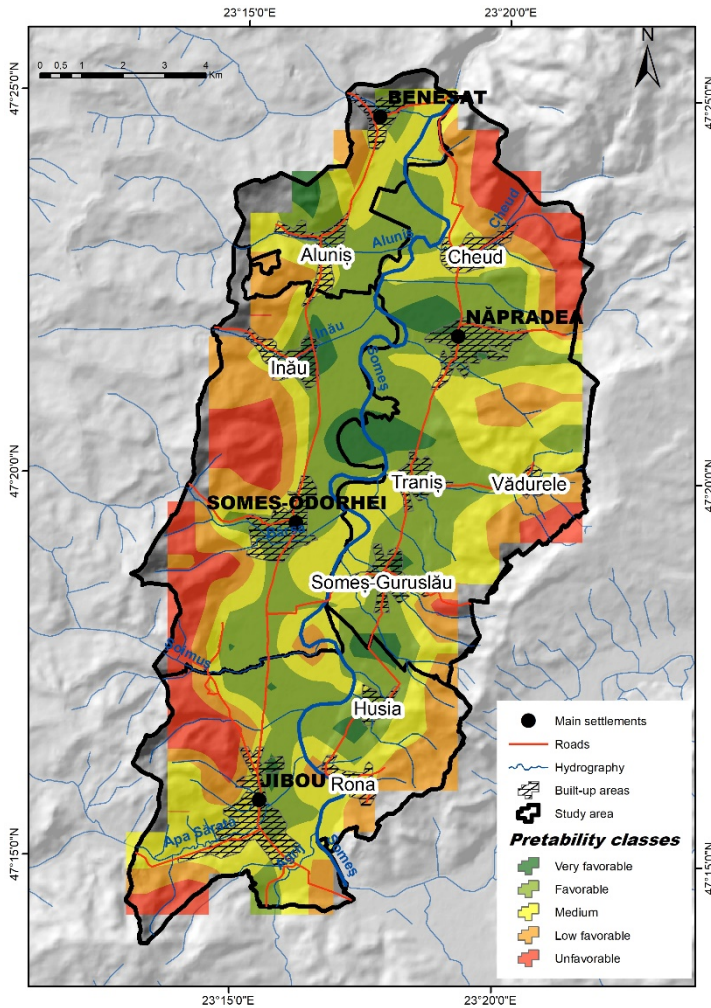 23°15'0"E
23°20'0"E
47°25'0"N
47°25'0"N
N
0 0,5 1 2 3 4
Km
BENESAT
Cheud
Aluniș
Aluniș
Cheud
NĂPRADEA
Inău
Someș
Inău
47°20'0"N
47°20'0"N
Traniș
Vădurele
SOMEȘ-ODORHEI
Someș-Guruslău
Șoimuș
Husia
JIBOU
Rona
Apa Sărată
Agrij
Someș
47°15'0"N
47°15'0"N
Main settlements
Roads
Hydrography
Built-up areas
Study area
Pretability classes
Very favorable
Favorable
Medium
Low favorable
Unfavorable
23°15'0"E
23°20'0"E